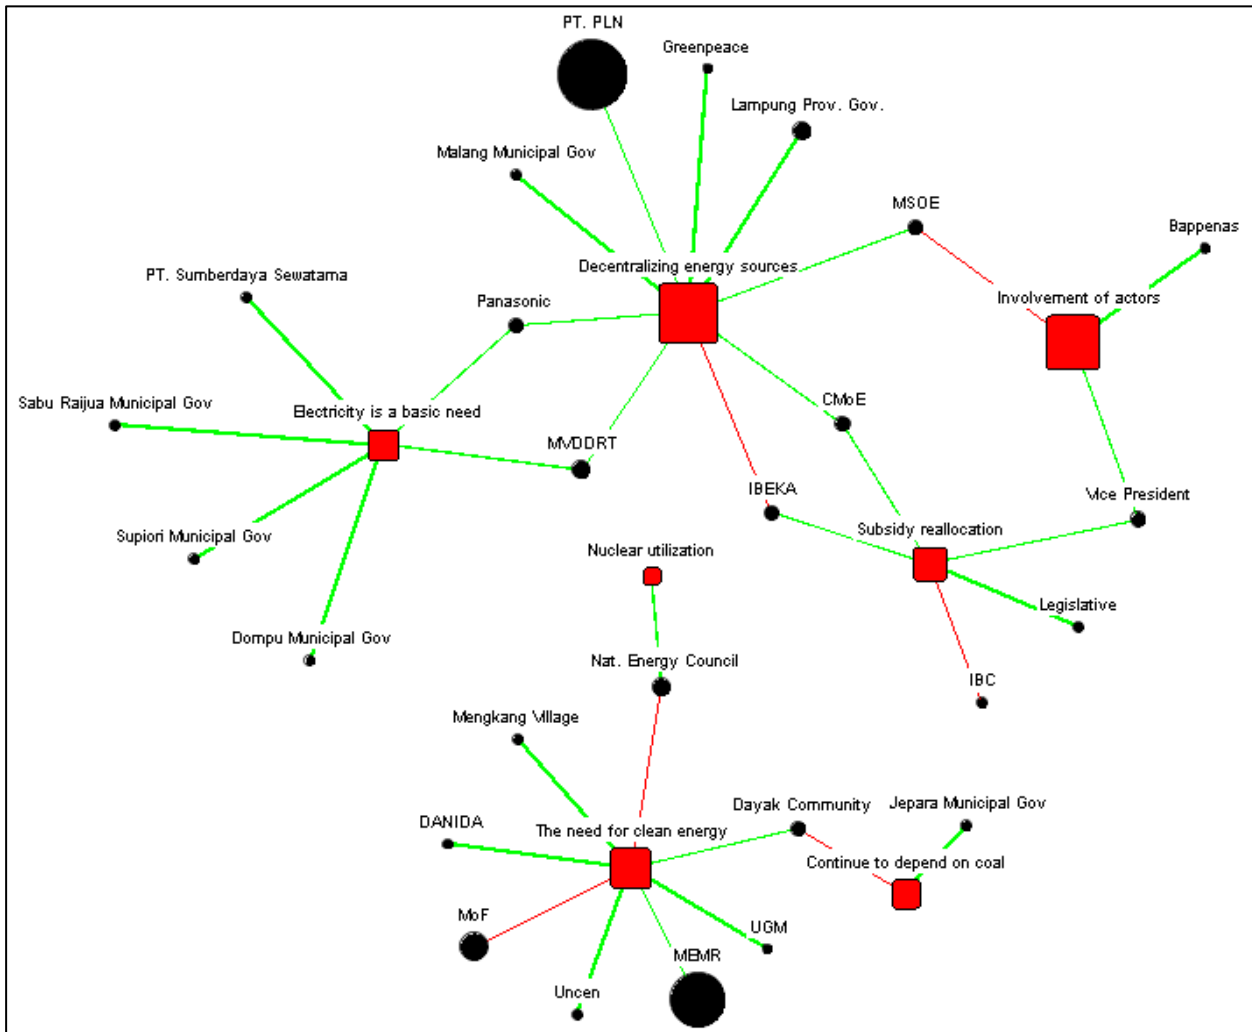 PT. PLN
Greenpeace
Lampung Prov. Gov.
Malang Municipal Gov
MSOE
Bappenas
Decentralizing energy sources
PT. Sumberdaya Sewatama
Panasonic
Involvement of actors
Sabu Raijua Municipal Gov
Electricity is a basic need
CMoE
MVDDRT
IBEKA
Vice President
Supiori Municipal Gov
Subsidy reallocation
Nuclear utilization
Legislative
Dompu Municipal Gov
Nat. Energy Council
IBC
Mengkang Village
Dayak Community
Jepara Municipal Gov
DANIDA
The need for clean energy
Continue to depend on coal
MoF
UGM
MEMR
Uncen